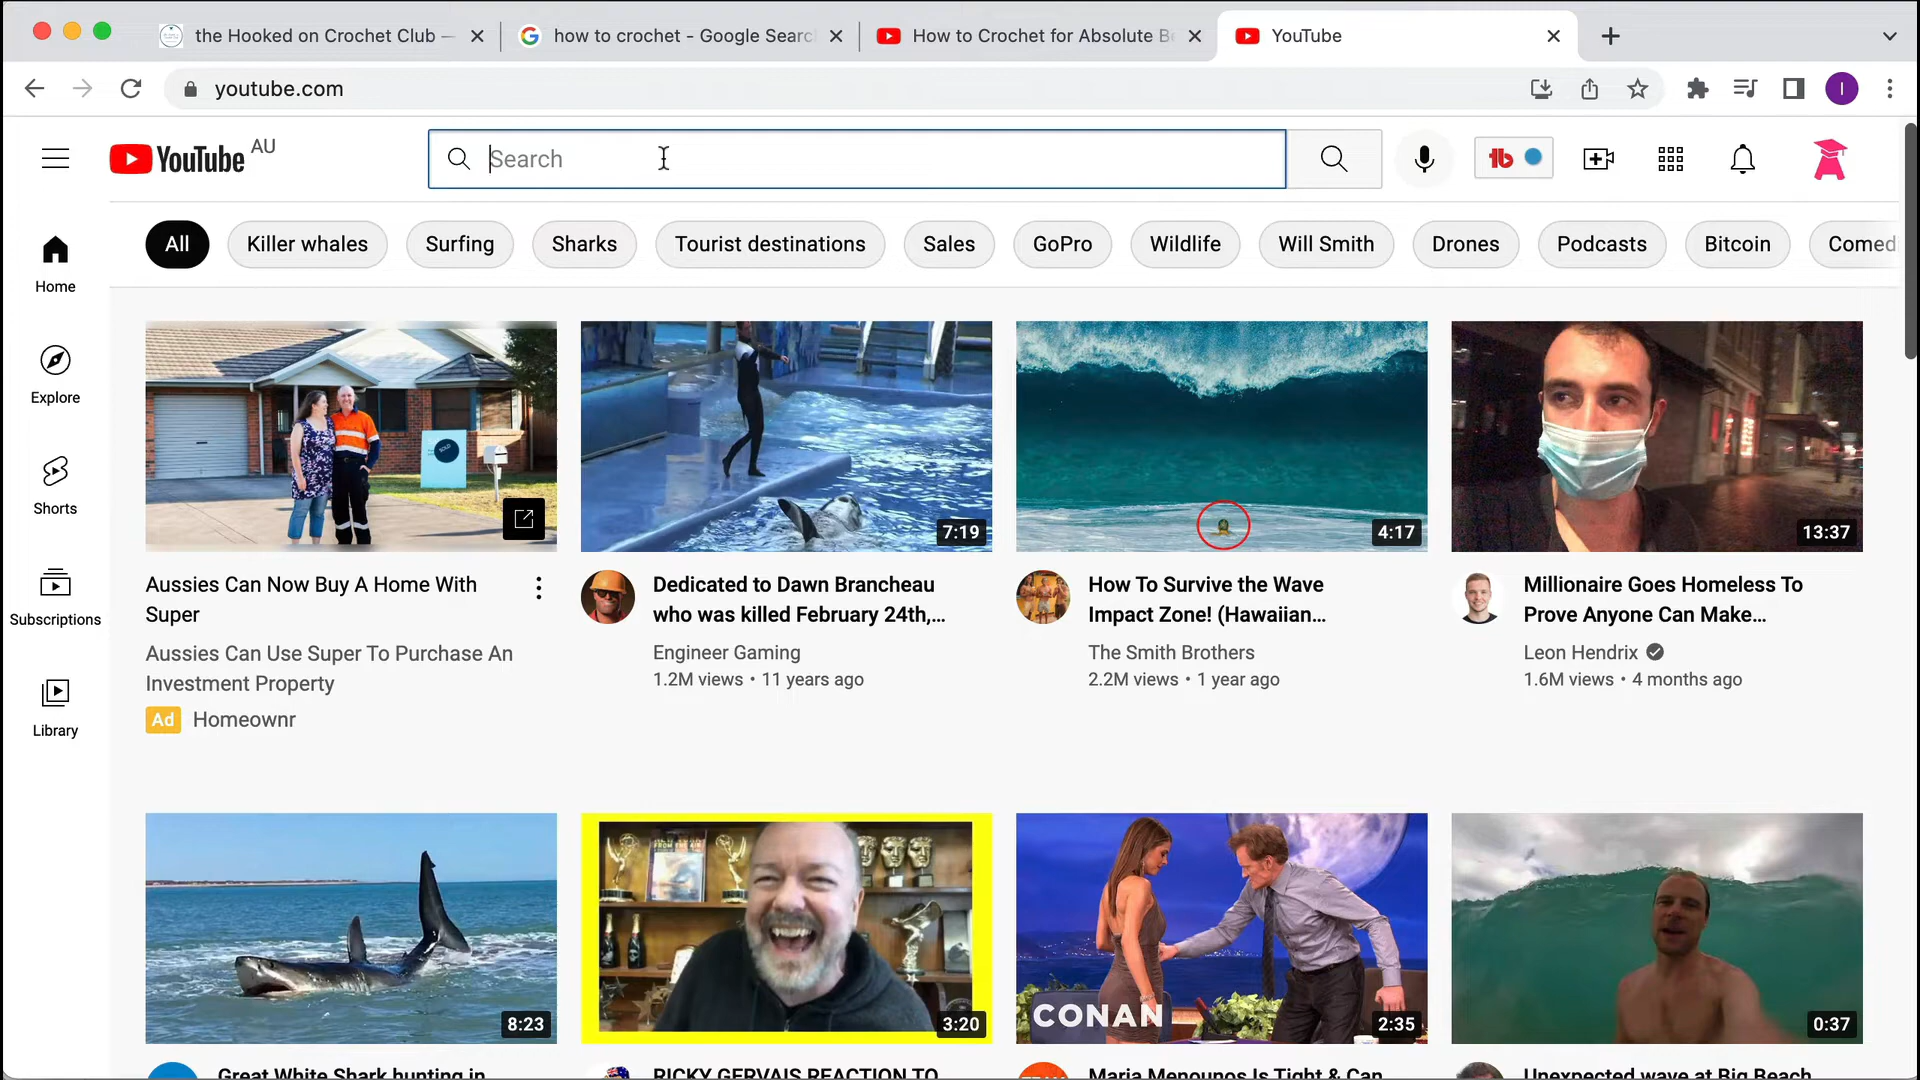 the Hooked on Crochet Club –
how to crochet - Google Searc
How to Crochet for Absolute Be
YouTube
youtube.com
I
YouTube AU
Search
All
Killer whales
Surfing
Sharks
Tourist destinations
Sales
GoPro
Wildlife
Will Smith
Drones
Podcasts
Bitcoin
Comed
Home
Explore
Shorts
Subscriptions
Library
SOLD
7:19
4:17
13:37
Aussies Can Now Buy A Home With
Super
Aussies Can Use Super To Purchase An
Investment Property
Ad Homeownr
Dedicated to Dawn Brancheau
who was killed February 24th,...
Engineer Gaming
1.2M views • 11 years ago
How To Survive the Wave
Impact Zone! (Hawaiian...
The Smith Brothers
2.2M views • 1 year ago
Millionaire Goes Homeless To
Prove Anyone Can Make...
Leon Hendrix
1.6M views • 4 months ago
8:23
3:20
CONAN
2:35
0:37
Great White Shark hunting in
RICKY GERVAIS REACTION TO
Maria Menounos Is Tight & Can
Unexpected wave at Big Beach